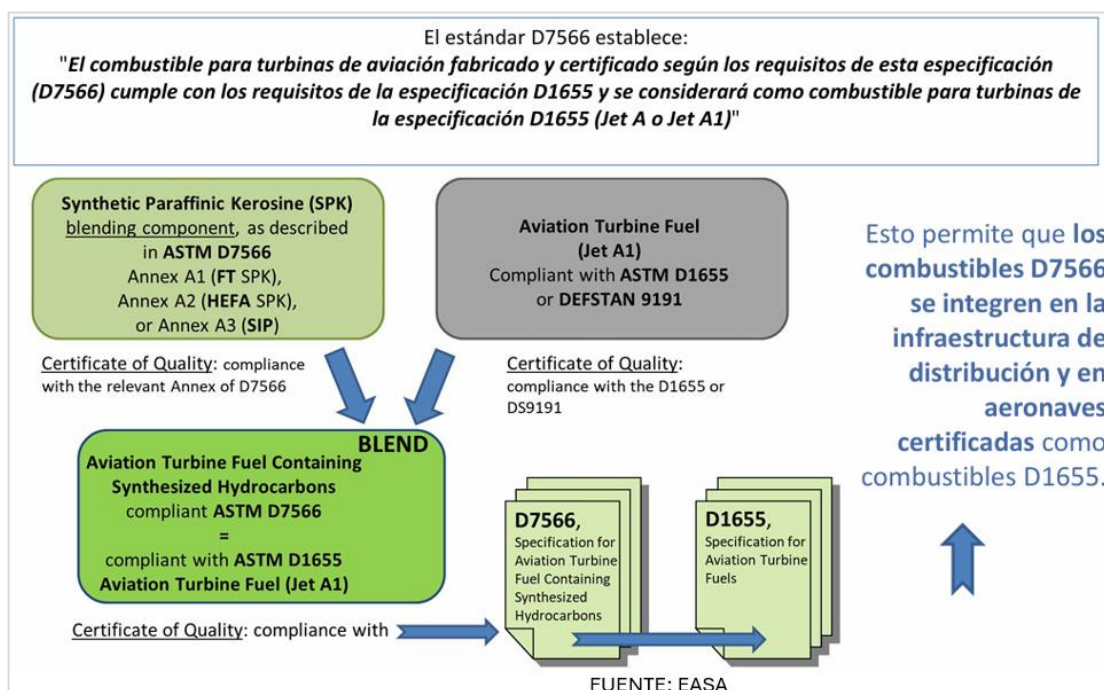 El estándar D7566 establece:
"El combustible para turbinas de aviación fabricado y certificado según los requisitos de esta especificación
(D7566) cumple con los requisitos de la especificación D1655 y se considerará como combustible para turbinas de
la especificación D1655 (Jet A o Jet A1)"
Synthetic Paraffinic Kerosine (SPK)
blending component, as described
in ASTM D7566
Annex A1 (FT SPK),
Annex A2 (HEFA SPK),
or Annex A3 (SIP)
Aviation Turbine Fuel
(Jet A1)
Compliant with ASTM D1655
or DEFSTAN 9191
Certificate of Quality: compliance
with the relevant Annex of D7566
Certificate of Quality:
compliance with the D1655 or
DS9191
BLEND
Aviation Turbine Fuel Containing
Synthesized Hydrocarbons
compliant ASTM D7566
=
compliant with ASTM D1655
Aviation Turbine Fuel (Jet A1)
Certificate of Quality: compliance with
D7566,
Specification for
Aviation Turbine
Fuel Containing
Synthesized
Hydrocarbons
D1655,
Specification for
Aviation Turbine
Fuels
Esto permite que los
combustibles D7566
se integren en la
infraestructura de
distribución y en
aeronaves
certificadas como
combustibles D1655.
FUENTE: EASA